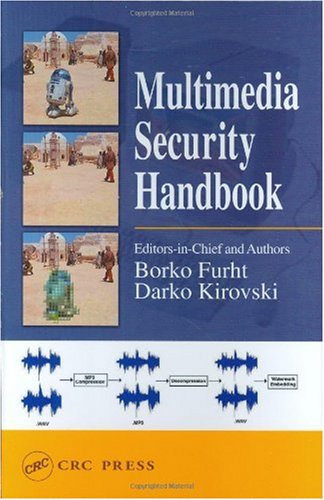 Multimedia
Security
Handbook
Editors-in-Chief and Authors
Borko Furht
Darko Kirovski
MP3
Compression
Decompression
Watermark
Embedding
.WAV
.MP3
.WAV
CRC CRC PRESS